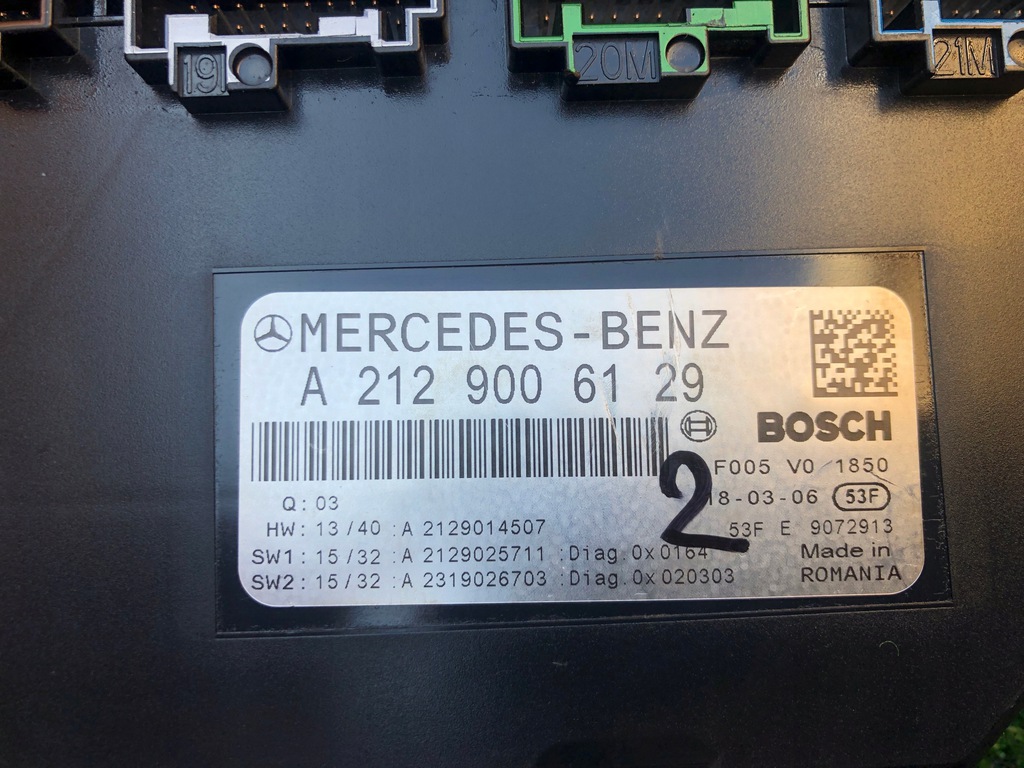 19
20M
21M
MERCEDES-BENZ
A 212 900 61 29
BOSCH
F005 V0 1850
Q: 03
18-03-06 53F
2
HW: 13/40 :A 2129014507
53F E 9072913
SW1: 15/32 :A 2129025711 :Diag.0x0164
Made in
SW2: 15/32 :A 2319026703 :Diag.0x020303
ROMANIA